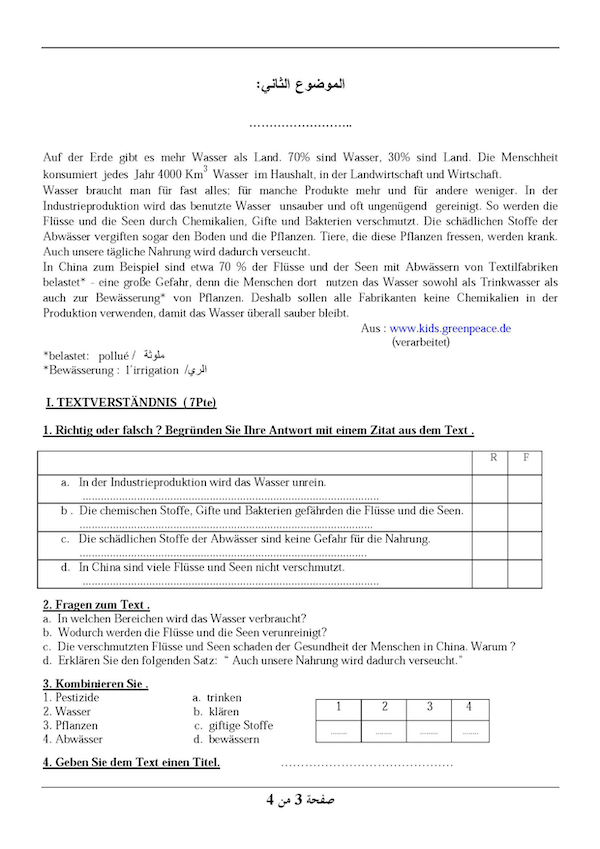 الموضوع الثاني:
……………………..
Auf der Erde gibt es mehr Wasser als Land. 70% sind Wasser, 30% sind Land. Die Menschheit
konsumiert jedes Jahr 4000 Km³ Wasser im Haushalt, in der Landwirtschaft und Wirtschaft.
Wasser braucht man für fast alles; für manche Produkte mehr und für andere weniger. In der
Industrieproduktion wird das benutzte Wasser unsauber und oft ungenügend gereinigt. So werden die
Flüsse und die Seen durch Chemikalien, Gifte und Bakterien verschmutzt. Die schädlichen Stoffe der
Abwässer vergiften sogar den Boden und die Pflanzen. Tiere, die diese Pflanzen fressen, werden krank.
Auch unsere tägliche Nahrung wird dadurch verseucht.
In China zum Beispiel sind etwa 70 % der Flüsse und der Seen mit Abwässern von Textilfabriken
belastet* - eine große Gefahr, denn die Menschen dort nutzen das Wasser sowohl als Trinkwasser als
auch zur Bewässerung* von Pflanzen. Deshalb sollen alle Fabrikanten keine Chemikalien in der
Produktion verwenden, damit das Wasser überall sauber bleibt.
Aus : www.kids.greenpeace.de
(verarbeitet)
*belastet: pollué / ملوثة
*Bewässerung : l'irrigation /الري
I. TEXTVERSTÄNDNIS ( 7Pte)
1. Richtig oder falsch ? Begründen Sie Ihre Antwort mit einem Zitat aus dem Text .
R F
a. In der Industrieproduktion wird das Wasser unrein.
b . Die chemischen Stoffe, Gifte und Bakterien gefährden die Flüsse und die Seen.
c. Die schädlichen Stoffe der Abwässer sind keine Gefahr für die Nahrung.
d. In China sind viele Flüsse und Seen nicht verschmutzt.
2. Fragen zum Text .
a. In welchen Bereichen wird das Wasser verbraucht?
b. Wodurch werden die Flüsse und die Seen verunreinigt?
c. Die verschmutzten Flüsse und Seen schaden der Gesundheit der Menschen in China. Warum ?
d. Erklären Sie den folgenden Satz: “ Auch unsere Nahrung wird dadurch verseucht.”
3. Kombinieren Sie .
1. Pestizide a. trinken
2. Wasser b. klären
3. Pflanzen c. giftige Stoffe
4. Abwässer d. bewässern
1 2 3 4
........ ........ ........ ........
4. Geben Sie dem Text einen Titel. ……………………………………
صفحة 3 من 4